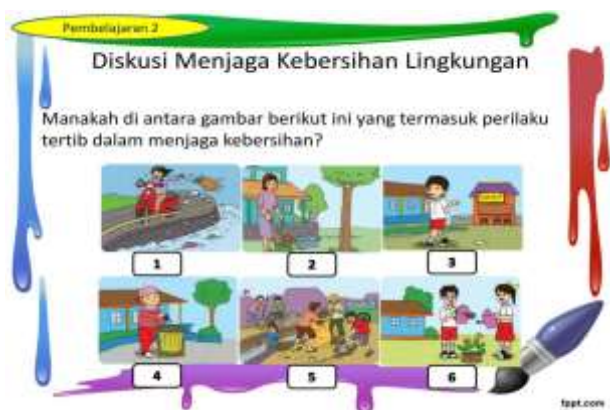 Pembelajaran 2
Diskusi Menjaga Kebersihan Lingkungan
Manakah di antara gambar berikut ini yang termasuk perilaku
tertib dalam menjaga kebersihan?
1
2
3
4
5
6
fppt.com